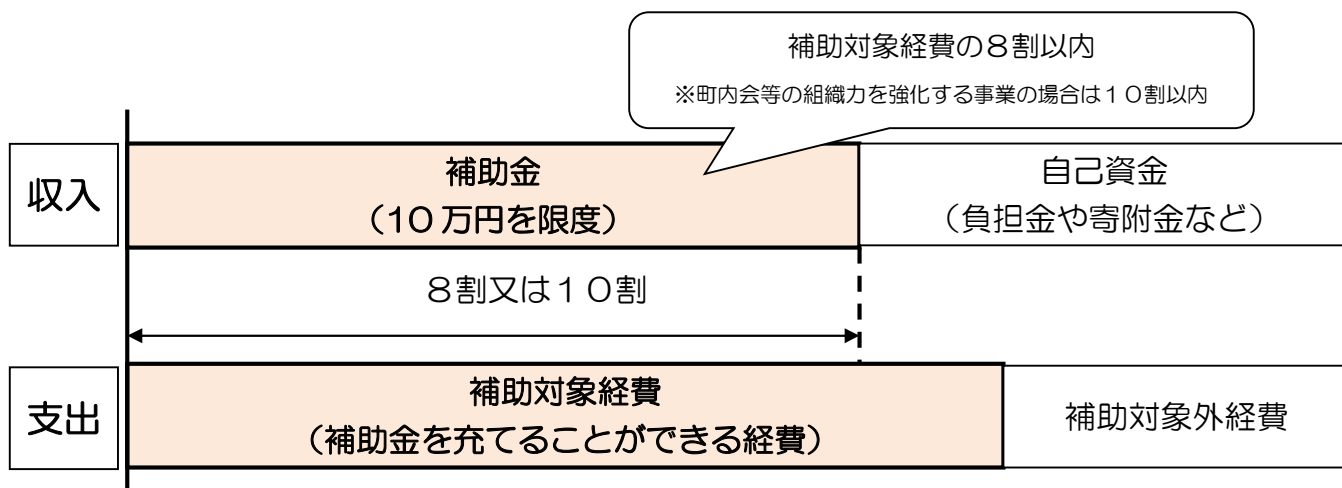 補助対象経費の８割以内
※町内会等の組織力を強化する事業の場合は１０割以内
収入
補助金
（10万円を限度）
自己資金
（負担金や寄附金など）
８割又は１０割
支出
補助対象経費
（補助金を充てることができる経費）
補助対象外経費